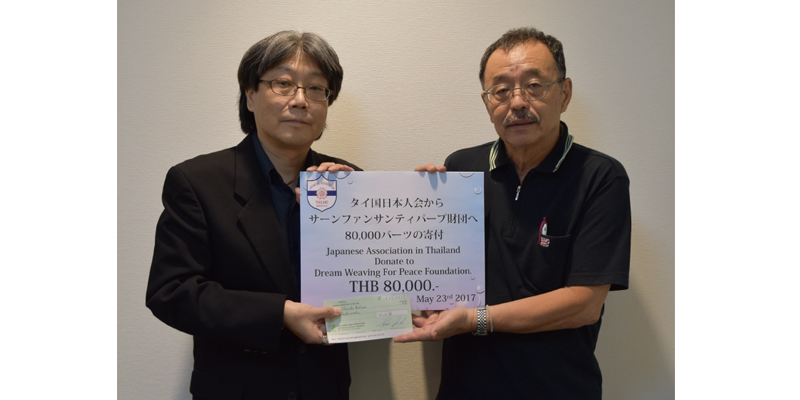 タイ国日本人会から
サーンファンサンティパープ財団へ
80,000バーツの寄付
Japanese Association in Thailand
Donate to
Dream Weaving For Peace Foundation.
THB 80,000.-
May 23rd 2017